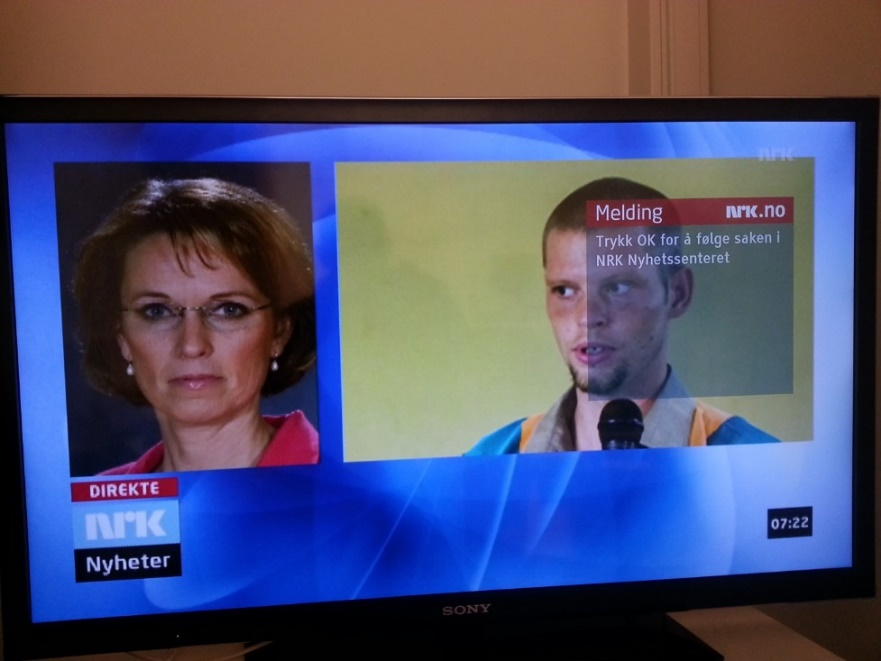 nrk
Melding nrk.no
Trykk OK for å følge saken i
NRK Nyhetssenteret
DIREKTE
nrk
Nyheter
07:22
SONY